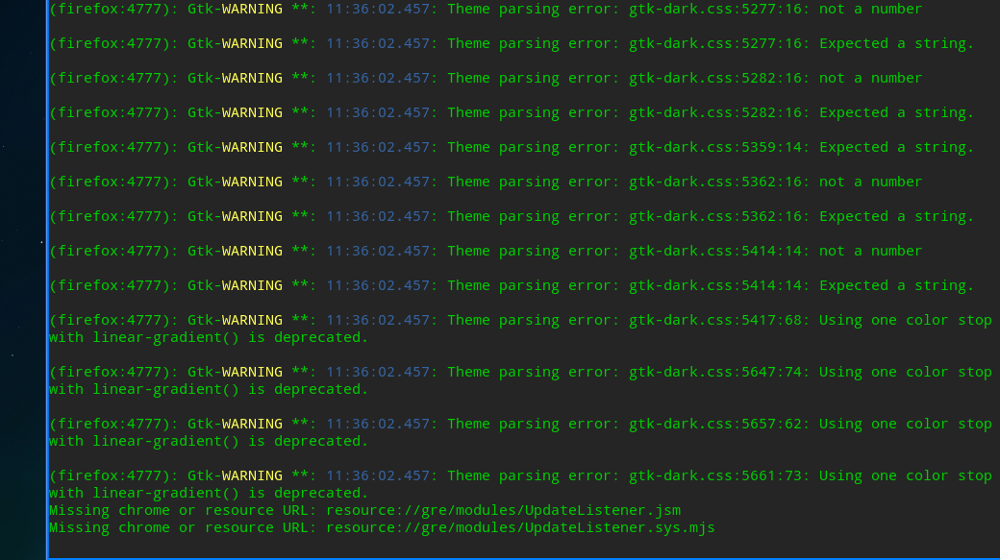 (firefox:4777): Gtk-WARNING **: 11:36:02.457: Theme parsing error: gtk-dark.css:5277:16: not a number
(firefox:4777): Gtk-WARNING **: 11:36:02.457: Theme parsing error: gtk-dark.css:5277:16: Expected a string.
(firefox:4777): Gtk-WARNING **: 11:36:02.457: Theme parsing error: gtk-dark.css:5282:16: not a number
(firefox:4777): Gtk-WARNING **: 11:36:02.457: Theme parsing error: gtk-dark.css:5282:16: Expected a string.
(firefox:4777): Gtk-WARNING **: 11:36:02.457: Theme parsing error: gtk-dark.css:5359:14: Expected a string.
(firefox:4777): Gtk-WARNING **: 11:36:02.457: Theme parsing error: gtk-dark.css:5362:16: not a number
(firefox:4777): Gtk-WARNING **: 11:36:02.457: Theme parsing error: gtk-dark.css:5362:16: Expected a string.
(firefox:4777): Gtk-WARNING **: 11:36:02.457: Theme parsing error: gtk-dark.css:5414:14: not a number
(firefox:4777): Gtk-WARNING **: 11:36:02.457: Theme parsing error: gtk-dark.css:5414:14: Expected a string.
(firefox:4777): Gtk-WARNING **: 11:36:02.457: Theme parsing error: gtk-dark.css:5417:68: Using one color stop
with linear-gradient() is deprecated.
(firefox:4777): Gtk-WARNING **: 11:36:02.457: Theme parsing error: gtk-dark.css:5647:74: Using one color stop
with linear-gradient() is deprecated.
(firefox:4777): Gtk-WARNING **: 11:36:02.457: Theme parsing error: gtk-dark.css:5657:62: Using one color stop
with linear-gradient() is deprecated.
(firefox:4777): Gtk-WARNING **: 11:36:02.457: Theme parsing error: gtk-dark.css:5661:73: Using one color stop
with linear-gradient() is deprecated.
Missing chrome or resource URL: resource://gre/modules/UpdateListener.jsm
Missing chrome or resource URL: resource://gre/modules/UpdateListener.sys.mjs